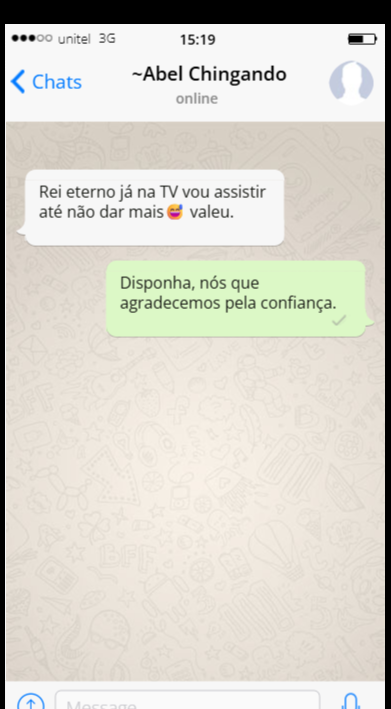 unitel 3G 15:19
Chats ~Abel Chingando
online
Rei eterno já na TV vou assistir
até não dar mais😅 valeu.
Disponha, nós que
agradecemos pela confiança.
BFF
Message